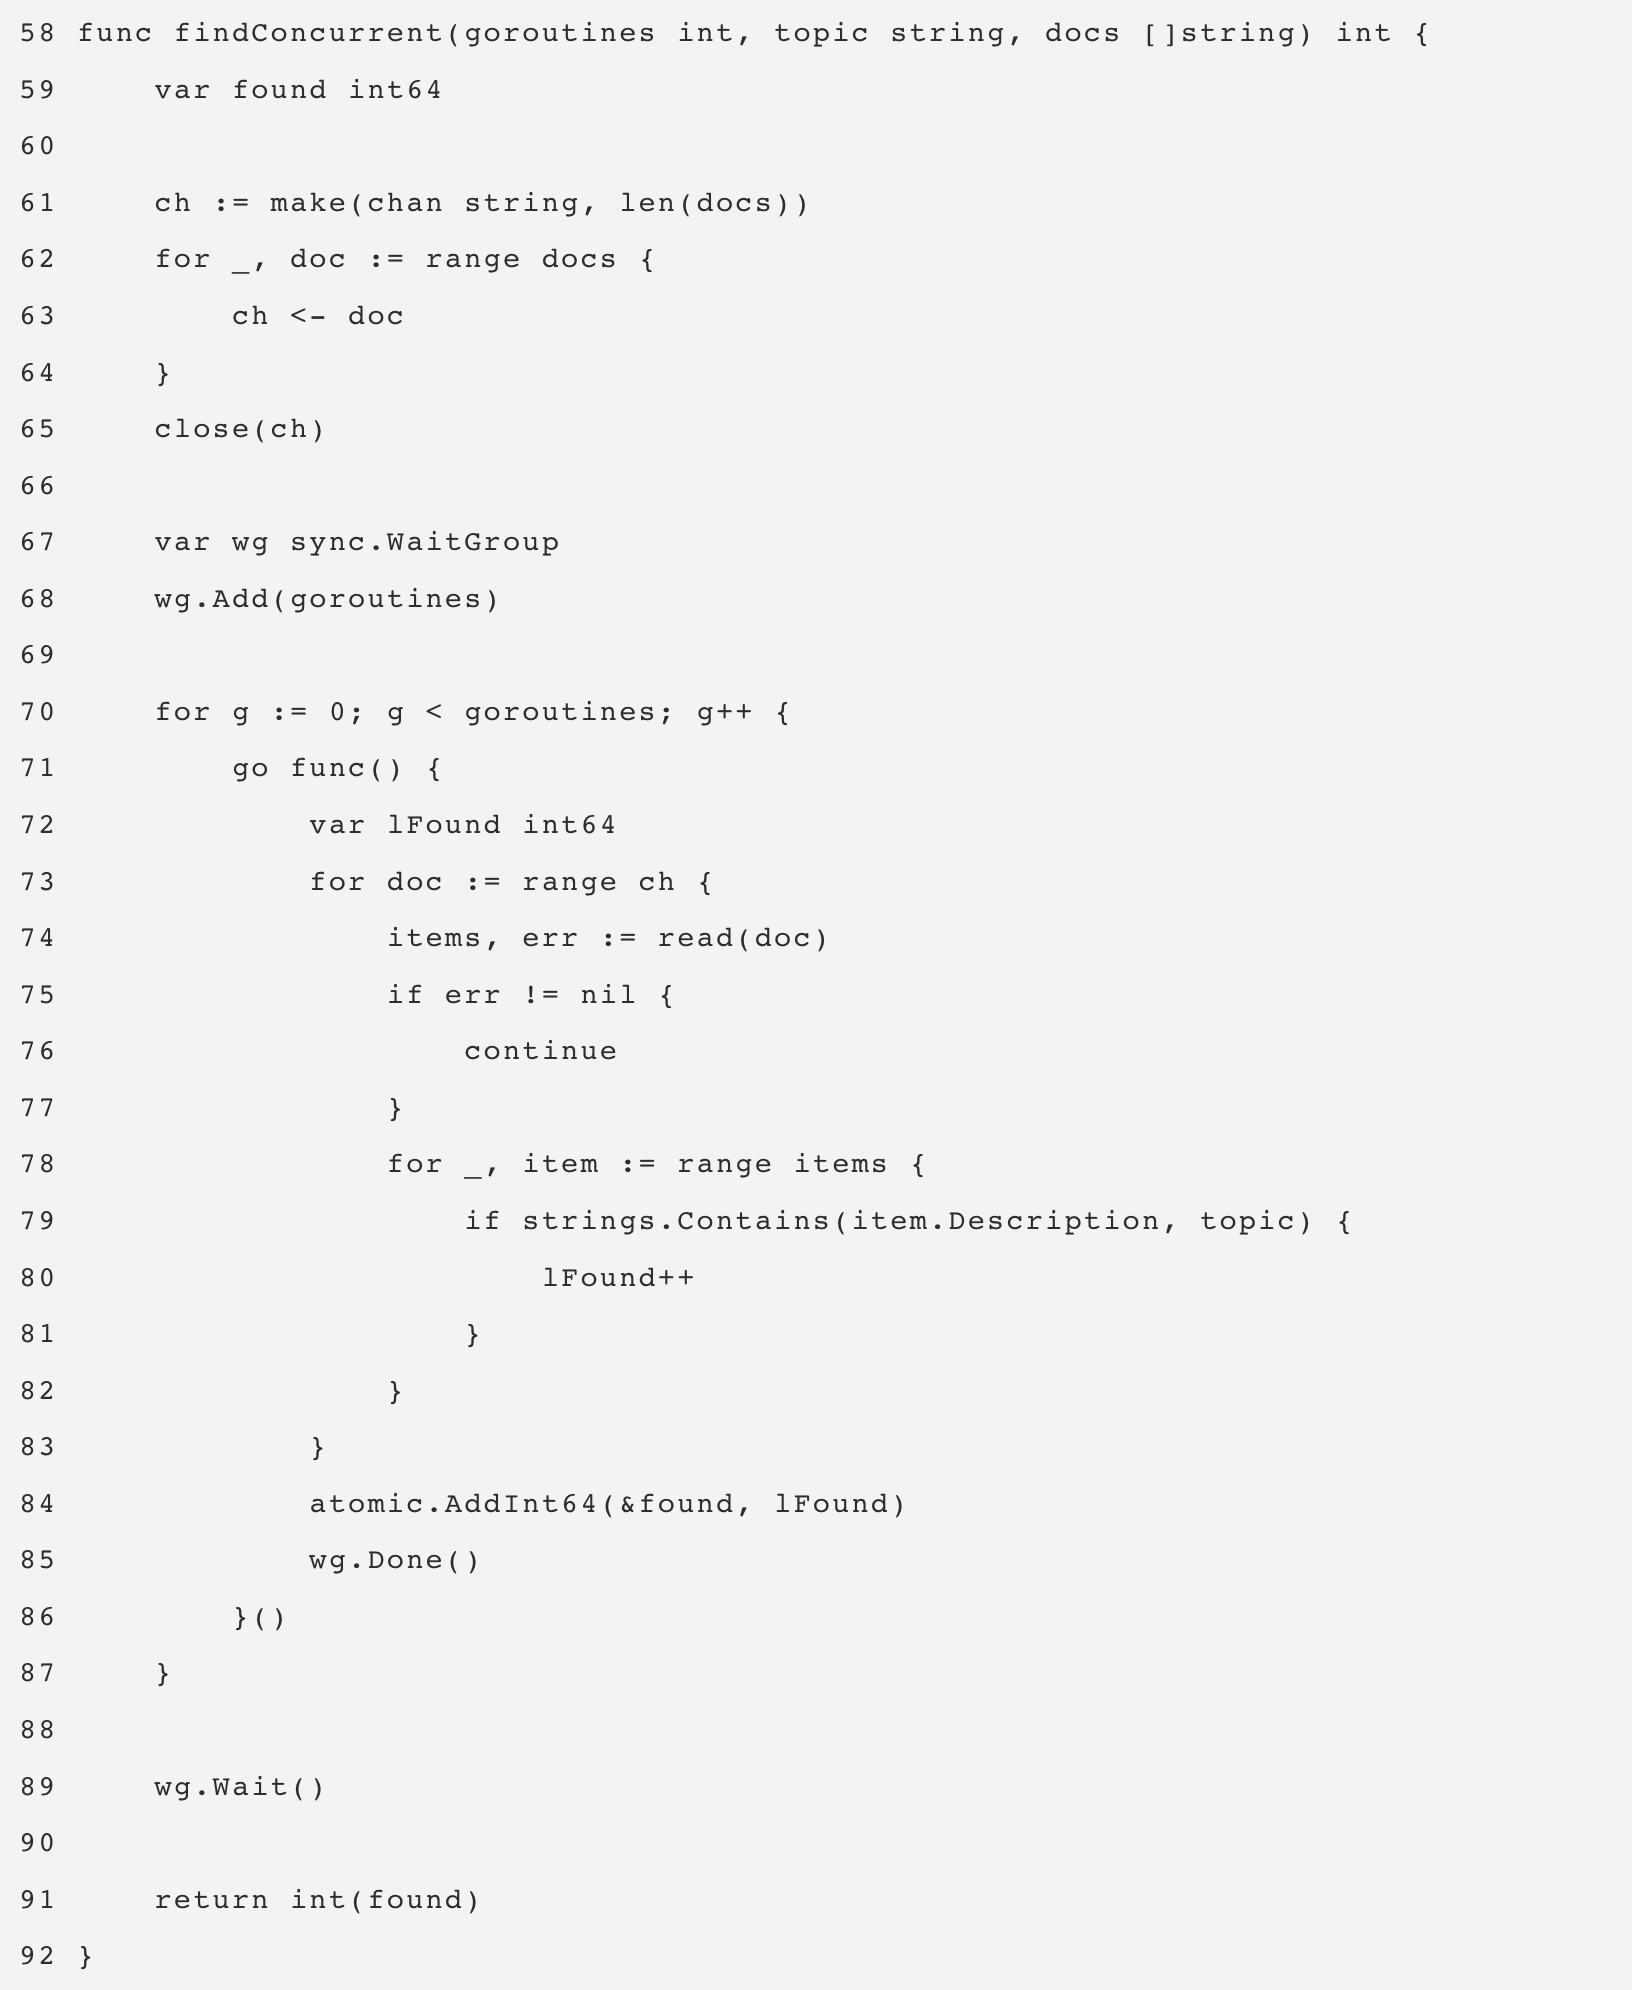 58 func findConcurrent(goroutines int, topic string, docs []string) int {
59     var found int64
60
61     ch := make(chan string, len(docs))
62     for _, doc := range docs {
63         ch <- doc
64     }
65     close(ch)
66
67     var wg sync.WaitGroup
68     wg.Add(goroutines)
69
70     for g := 0; g < goroutines; g++ {
71         go func() {
72             var lFound int64
73             for doc := range ch {
74                 items, err := read(doc)
75                 if err != nil {
76                     continue
77                 }
78                 for _, item := range items {
79                     if strings.Contains(item.Description, topic) {
80                         lFound++
81                     }
82                 }
83             }
84             atomic.AddInt64(&found, lFound)
85             wg.Done()
86         }()
87     }
88
89     wg.Wait()
90
91     return int(found)
92 }